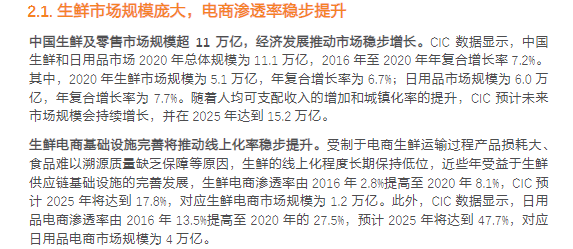 2.1. 生鲜市场规模庞大，电商渗透率稳步提升
中国生鲜及零售市场规模超 11 万亿，经济发展推动市场稳步增长。CIC 数据显示，中国
生鲜和日用品市场 2020 年总体规模为 11.1 万亿，2016 年至 2020 年年复合增长率 7.2%。
其中，2020 年生鲜市场规模为 5.1 万亿，年复合增长率为 6.7%；日用品市场规模为 6.0 万
亿，年复合增长率为 7.7%。随着人均可支配收入的增加和城镇化率的提升，CIC 预计未来
市场规模会持续增长，并在 2025 年达到 15.2 万亿。
生鲜电商基础设施完善将推动线上化率稳步提升。受制于电商生鲜运输过程产品损耗大、
食品难以溯源质量缺乏保障等原因，生鲜的线上化程度长期保持低位，近些年受益于生鲜
供应链基础设施的完善发展，生鲜电商渗透率由 2016 年 2.8%提高至 2020 年 8.1%，CIC 预
计 2025 年将达到 17.8%，对应生鲜电商市场规模为 1.2 万亿。此外，CIC 数据显示，日用
品电商渗透率由 2016 年 13.5%提高至 2020 年的 27.5%，预计 2025 年将达到 47.7%，对应
日用品电商市场规模为 4 万亿。